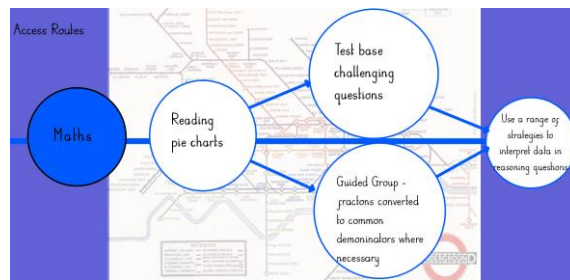 Access Routes
Maths
Reading
pie charts
Test base
challenging
questions
Guided Group -
fractons converted
to common
demoninators where
necessary
Use a range of
strategies to
interpret data in
reasoning questions
REFERENCE